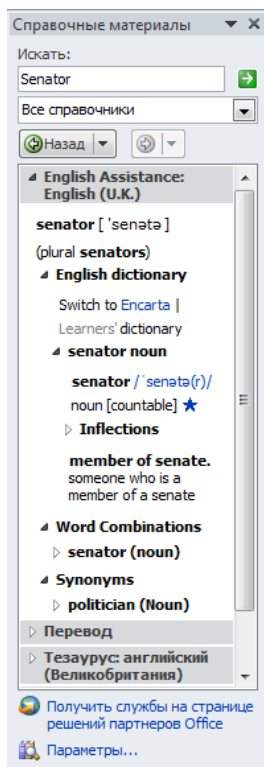 Справочные материалы
Искать:
Senator
Все справочники
Назад
English Assistance:
English (U.K.)
senator [ 'senətə ]
(plural senators)
English dictionary
Switch to Encarta |
Learners' dictionary
senator noun
senator /ˈsenətə(r)/
noun [countable] ★
Inflections
member of senate.
someone who is a
member of a senate
Word Combinations
senator (noun)
Synonyms
politician (Noun)
Перевод
Тезаурус: английский
(Великобритания)
Получить службы на странице
решений партнеров Office
Параметры...